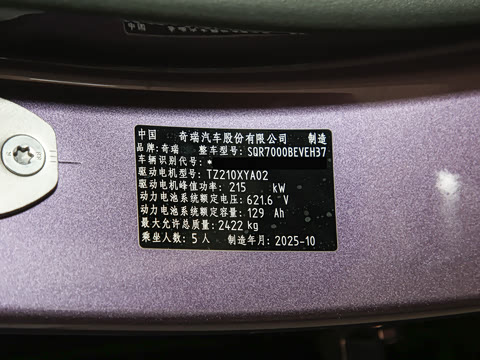 中国 奇瑞汽车股份有限公司 制造
品牌:奇瑞 整车型号:SQR7000BEVEH37
车辆识别代号:*
驱动电机型号:TZ210XYA02
驱动电机峰值功率:215 kW
动力电池系统额定电压:621.6 V
动力电池系统额定容量:129 Ah
最大允许总质量:2422kg
乘坐人数:5人 制造年月:2025-10